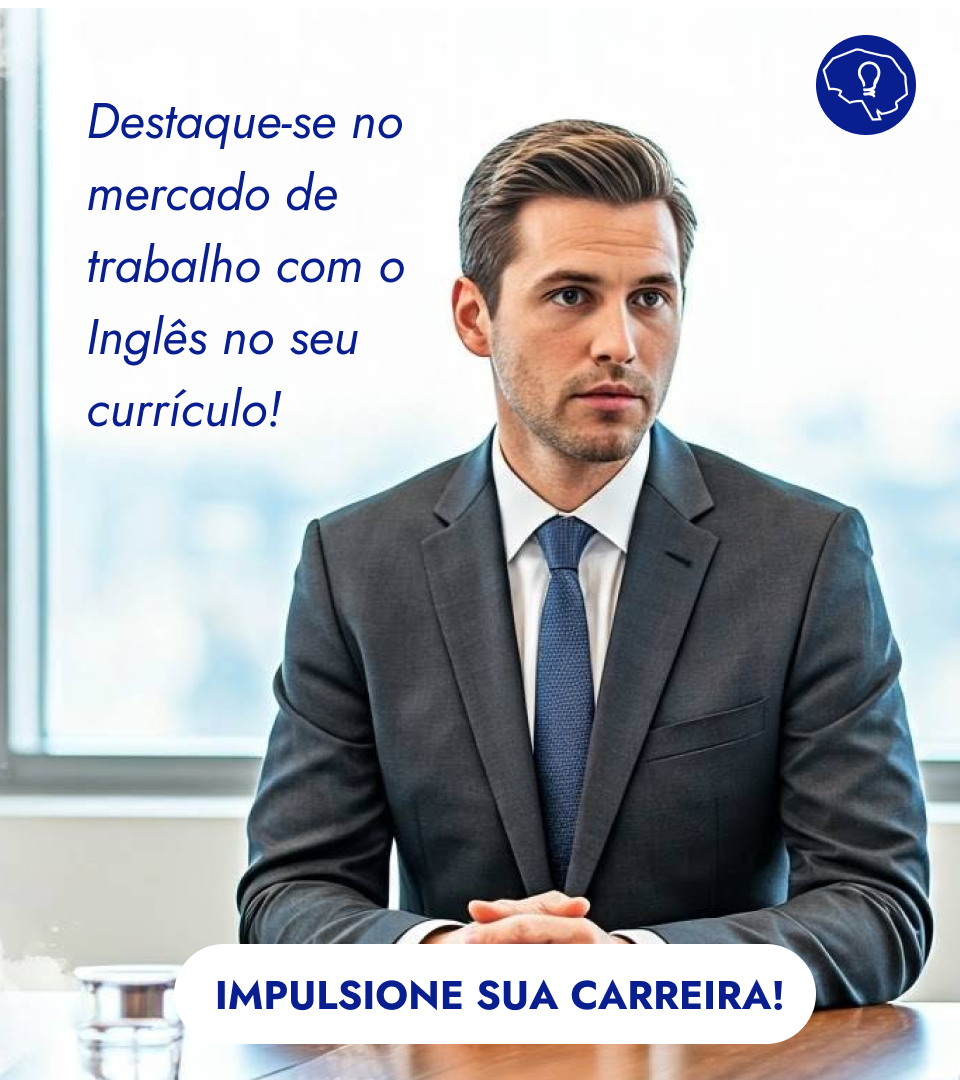 Destaque-se no
mercado de
trabalho com o
Inglês no seu
currículo!
IMPULSIONE SUA CARREIRA!